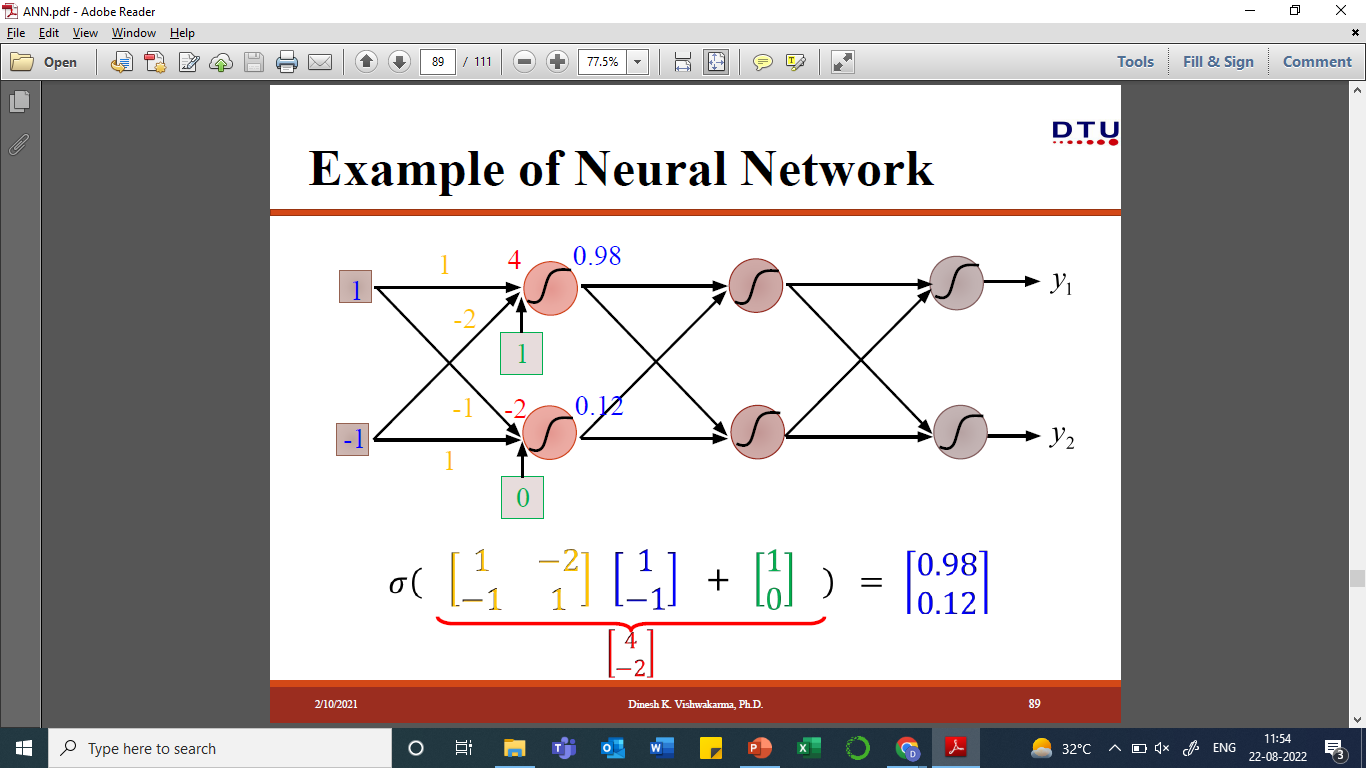 ANN.pdf - Adobe Reader
File Edit View Window Help
Open 89 / 111 77.5% Tools Fill & Sign Comment
DTU
Example of Neural Network
1 1 4 0.98 y₁
-2
1
-1 -2 0.12
-1 y₂
1
0
σ( [1 −2] [1] + [1] ) = [0.98]
[−1 1] [−1] [0] [0.12]
[4]
[−2]
2/10/2021 Dinesh K. Vishwakarma, Ph.D. 89
Type here to search 32°C ENG 11:54
22-08-2022 3